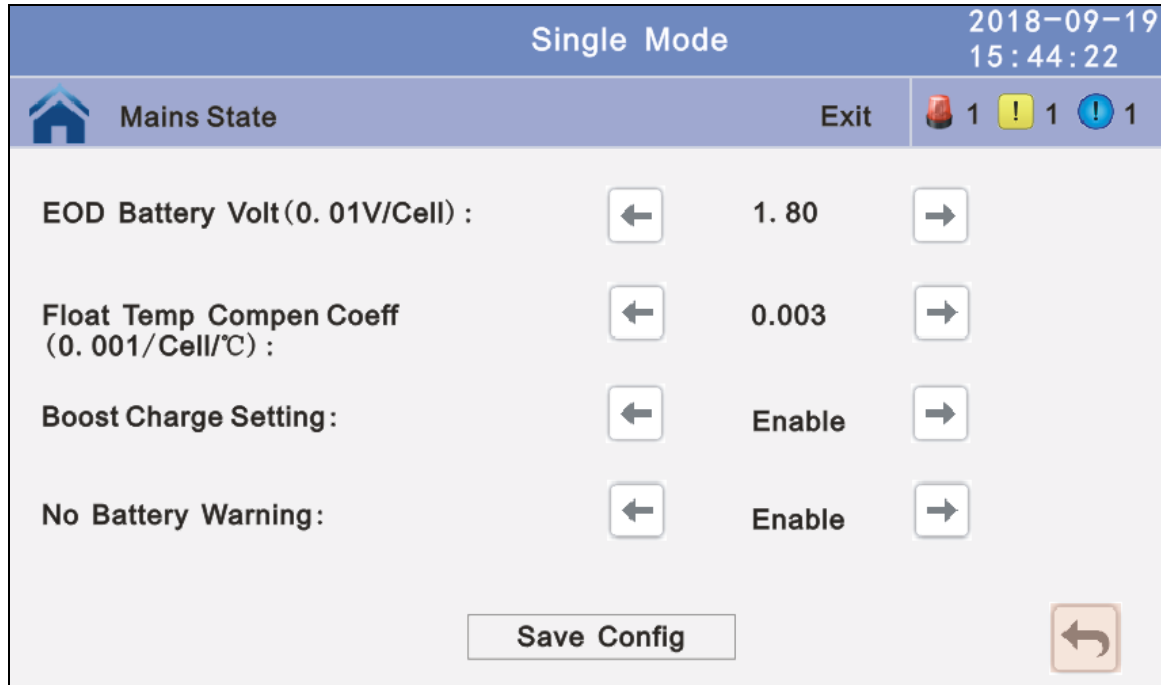 Single Mode
2018-09-19
15:44:22
Mains State
Exit
1 ! 1 ! 1
EOD Battery Volt(0.01V/Cell):
1.80
Float Temp Compen Coeff
(0.001/Cell/℃):
0.003
Boost Charge Setting:
Enable
No Battery Warning:
Enable
Save Config